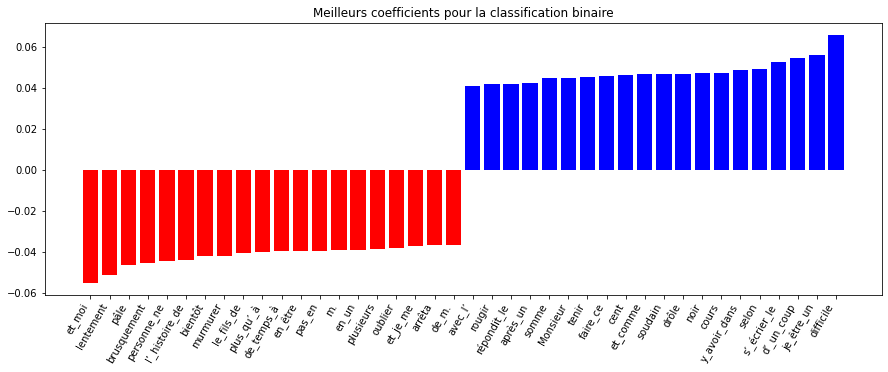 Meilleurs coefficients pour la classification binaire
0.06
0.04
0.02
0.00
−0.02
−0.04
−0.06
et_moi
lentement
pâle
brusquement
personne_ne
l'_histoire_de
bientôt
murmurer
le_fils_de
plus_qu'_à
de_temps_à
en_être
pas_en
m.
en_un
plusieurs
oublier
et_je_me
arrêta
de_m.
avec_l'
rougir
répondit_le
après_un
somme
Monsieur
tenir
faire_ce
cent
et_comme
soudain
drôle
noir
cours
y_avoir_dans
selon
s'_écrier_le
d'_un_coup
je_être_un
difficile